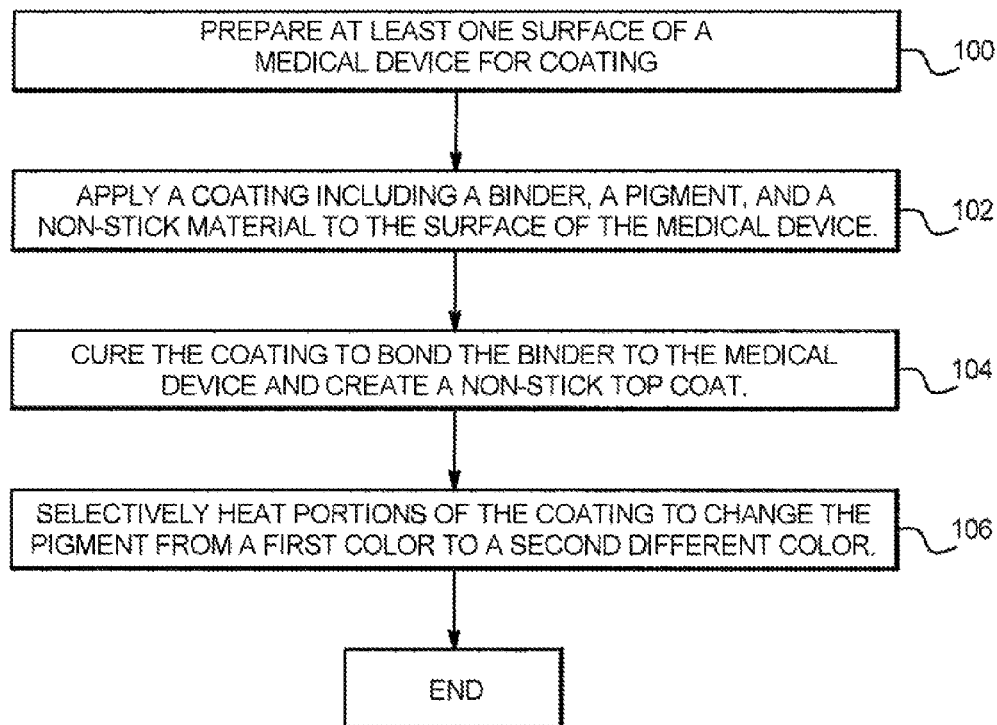 PREPARE AT LEAST ONE SURFACE OF A
MEDICAL DEVICE FOR COATING
100
APPLY A COATING INCLUDING A BINDER, A PIGMENT, AND A
NON-STICK MATERIAL TO THE SURFACE OF THE MEDICAL DEVICE.
102
CURE THE COATING TO BOND THE BINDER TO THE MEDICAL
DEVICE AND CREATE A NON-STICK TOP COAT.
104
SELECTIVELY HEAT PORTIONS OF THE COATING TO CHANGE THE
PIGMENT FROM A FIRST COLOR TO A SECOND DIFFERENT COLOR.
106
END